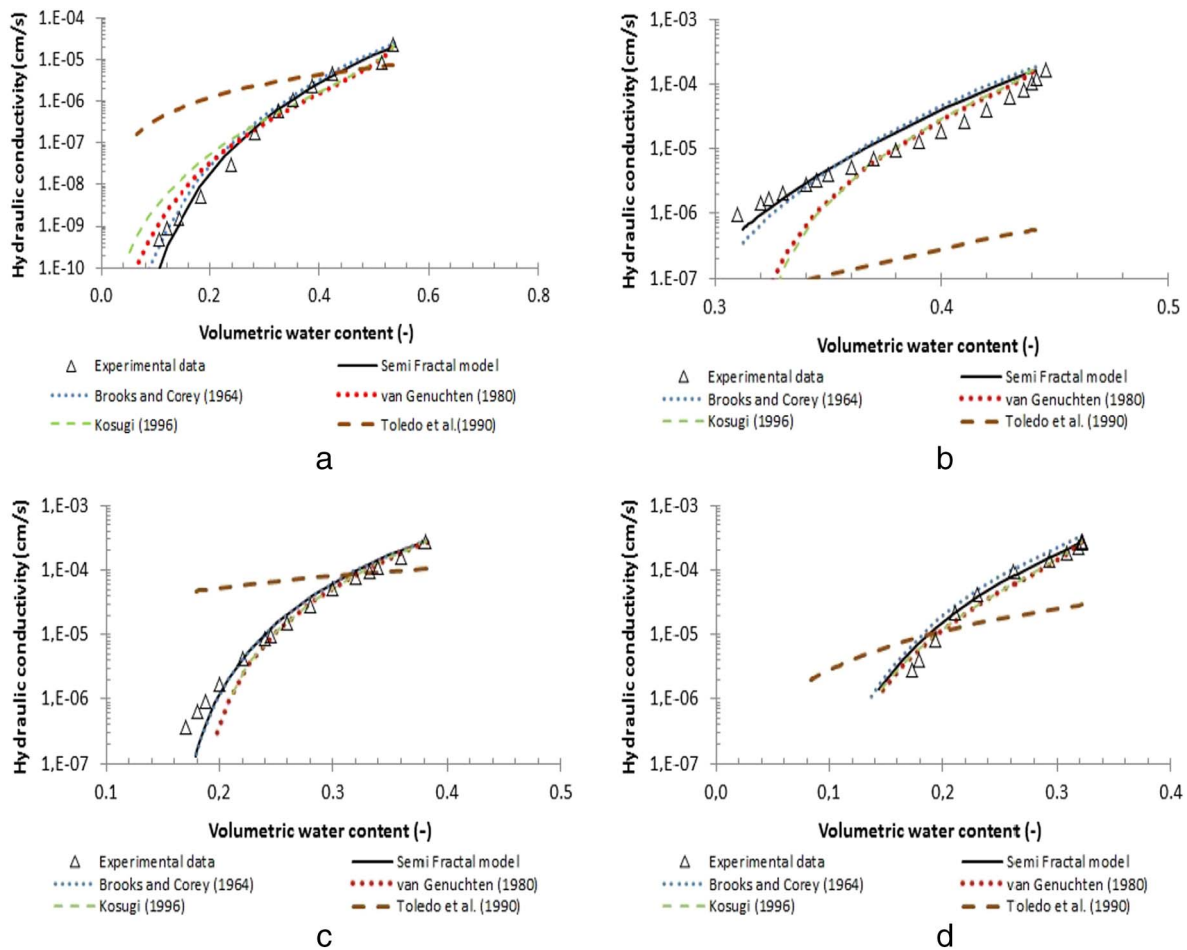 Hydraulic conductivity (cm/s)
1.E-04
1.E-05
1.E-06
1.E-07
1.E-08
1.E-09
1.E-10
0.0 0.2 0.4 0.6 0.8
Volumetric water content (-)
Experimental data Semi Fractal model
Brooks and Corey (1964) van Genuchten (1980)
Kosugi (1996) Toledo et al.(1990)
a
Hydraulic conductivity (cm/s)
1.E-03
1.E-04
1.E-05
1.E-06
1.E-07
0.3 0.4 0.5
Volumetric water content (-)
Experimental data Semi Fractal model
Brooks and Corey (1964) van Genuchten (1980)
Kosugi (1996) Toledo et al. (1990)
b
Hydraulic conductivity (cm/s)
1,E-03
1,E-04
1,E-05
1,E-06
1,E-07
0.1 0,2 0,3 0.4 0.5
Volumetric water content (-)
Experimental data Semi Fractal model
Brooks and Corey (1964) van Genuchten (1980)
Kosugi (1996) Toledo et al. (1990)
c
Hydraulic conductivity (cm/s)
1,E-03
1,E-04
1,E-05
1,E-06
1,E-07
0,0 0,1 0,2 0,3 0.4
Volumetric water content (-)
Experimental data Semi Fractal model
Brooks and Corey (1964) van Genuchten (1980)
Kosugi (1996) Toledo et al. (1990)
d